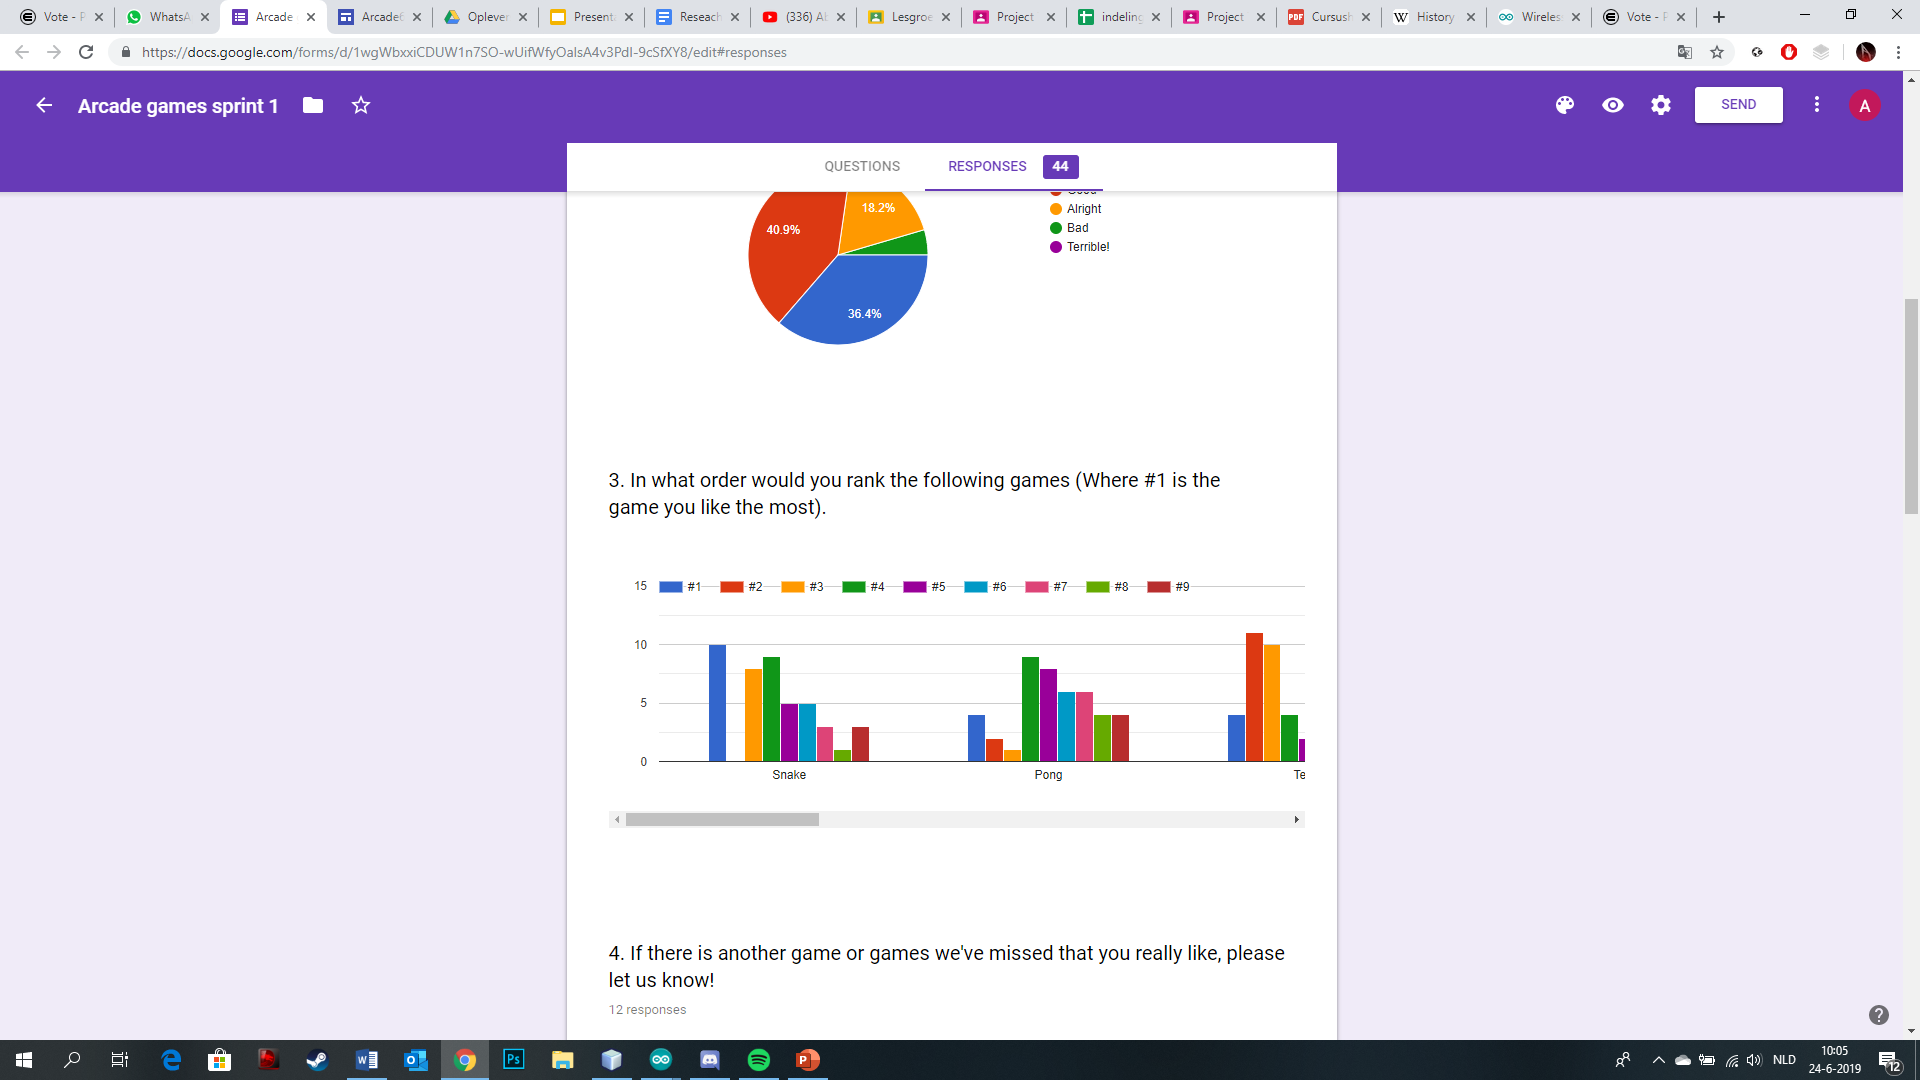 Vote - P
WhatsA
Arcade
ArcadeG
Oplever
Present
Reseach
(336) Al
Lesgroe
Project
indeling
Project
PDF Cursush
W History
Wireles
Vote - P
https://docs.google.com/forms/d/1wgWbxxiCDUW1n7SO-wUifWfyOalsA4v3PdI-9cSfXY8/edit#responses
Arcade games sprint 1
SEND
A
QUESTIONS
RESPONSES 44
Good
18.2%
Alright
40.9%
Bad
Terrible!
36.4%
3. In what order would you rank the following games (Where #1 is the
game you like the most).
15 #1 #2 #3 #4 #5 #6 #7 #8 #9
10
5
0
Snake Pong Te
4. If there is another game or games we've missed that you really like, please
let us know!
12 responses
NLD
10:05
24-6-2019
12